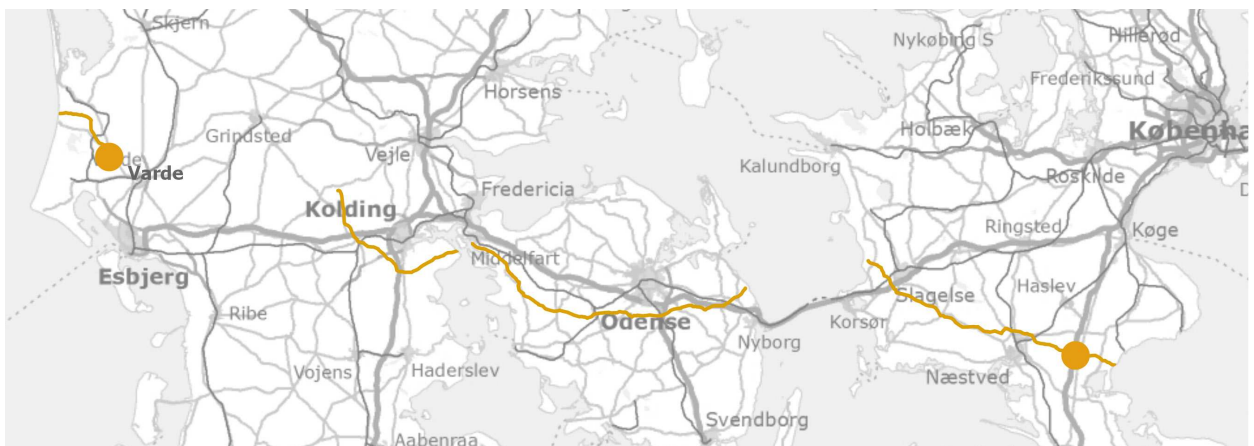 Skjern
Nykøbing S
Hillerød
Frederikssund
Horsens
Grindsted
Holbæk
Københa
Vejle
Kalundborg
Varde
Roskilde
Fredericia
Kolding
Ringsted
Køge
Esbjerg
Middelfart
Haslev
Slagelse
Ribe
Odense
Korsør
Nyborg
Vojens
Haderslev
Næstved
Svendborg
Aabenraa